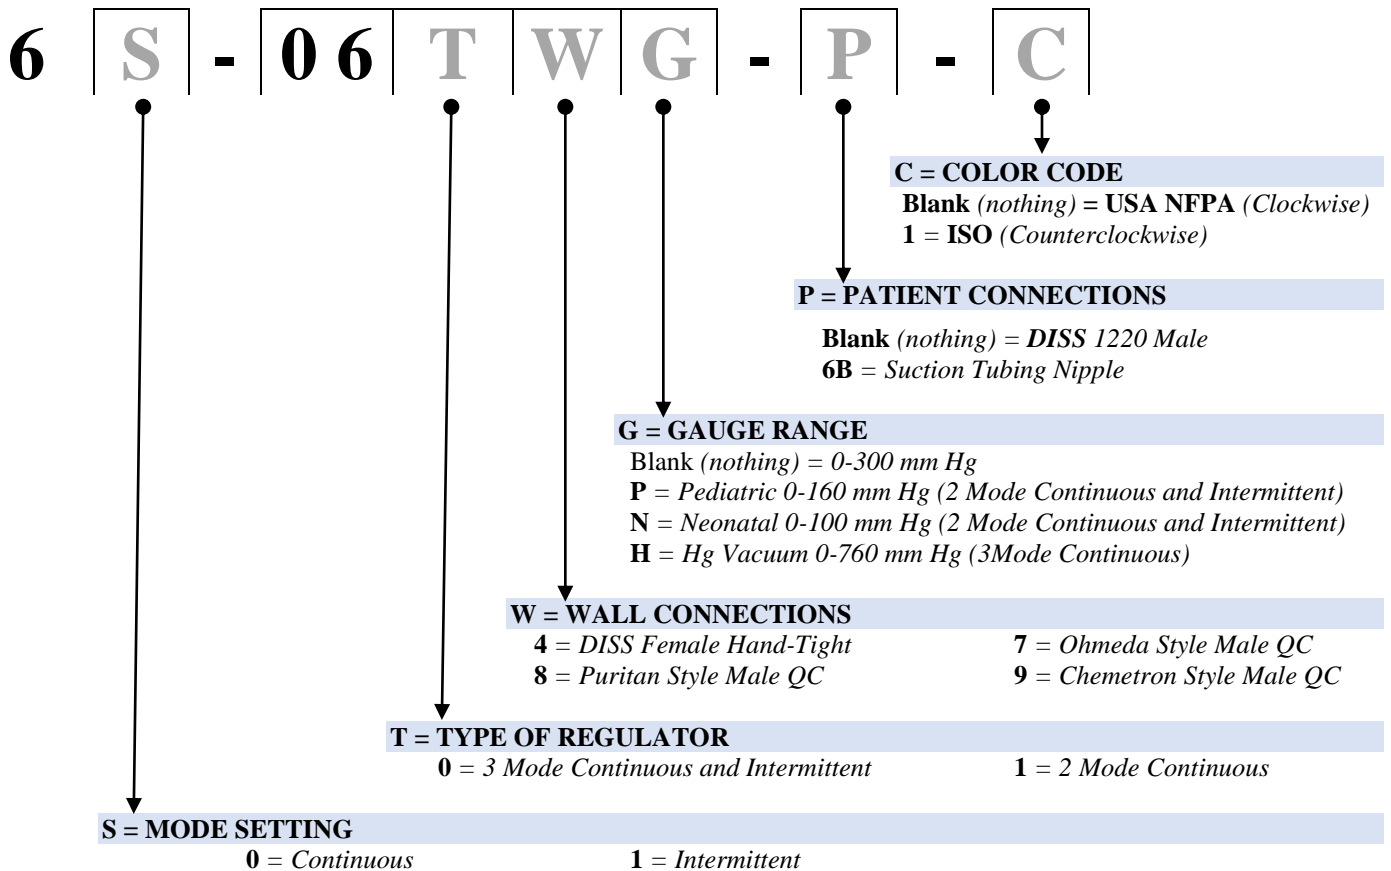 6 S - 0 6 T W G - P - C
C = COLOR CODE
Blank (nothing) = USA NFPA (Clockwise)
1 = ISO (Counterclockwise)
P = PATIENT CONNECTIONS
Blank (nothing) = DISS 1220 Male
6B = Suction Tubing Nipple
G = GAUGE RANGE
Blank (nothing) = 0-300 mm Hg
P = Pediatric 0-160 mm Hg (2 Mode Continuous and Intermittent)
N = Neonatal 0-100 mm Hg (2 Mode Continuous and Intermittent)
H = Hg Vacuum 0-760 mm Hg (3Mode Continuous)
W = WALL CONNECTIONS
4 = DISS Female Hand-Tight 7 = Ohmeda Style Male QC
8 = Puritan Style Male QC 9 = Chemetron Style Male QC
T = TYPE OF REGULATOR
0 = 3 Mode Continuous and Intermittent 1 = 2 Mode Continuous
S = MODE SETTING
0 = Continuous 1 = Intermittent